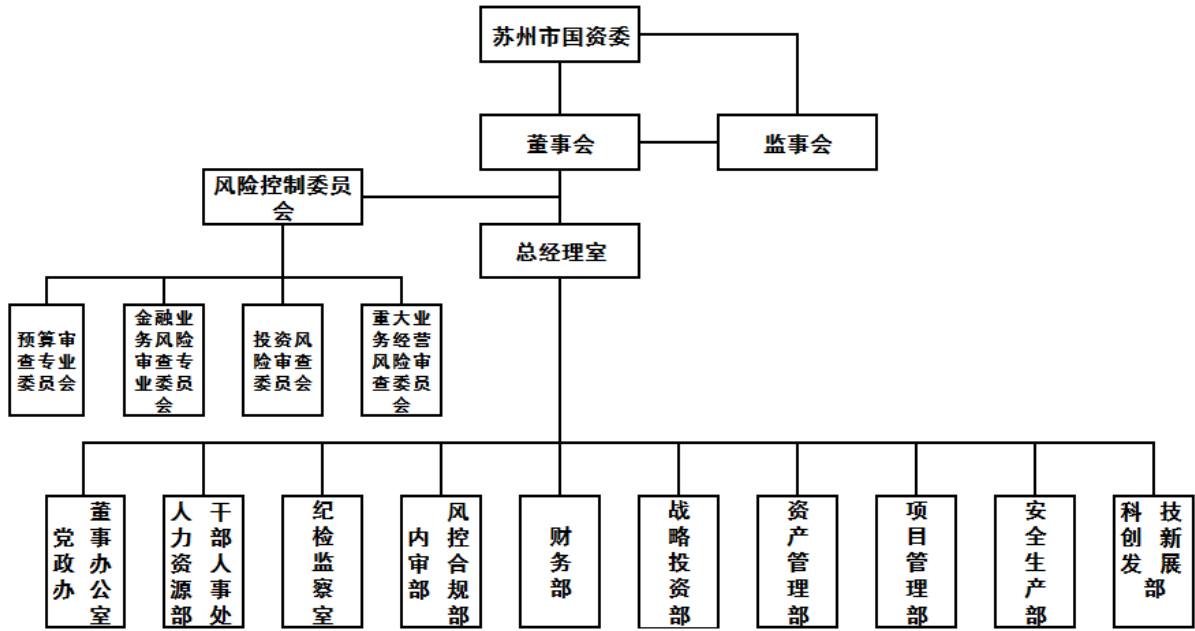 苏州市国资委
董事会
监事会
风险控制委员
会
总经理室
预算审
查专业
委员会
金融业
务风险
审查专
业委员
会
投资风
险审查
委员会
重大业
务经营
风险审
查委员
会
党政办
董事办公室
人力资源部
干部人事处
纪检监察室
内审部
风控合规部
财务部
战略投资部
资产管理部
项目管理部
安全生产部
科技
创新
发展
部